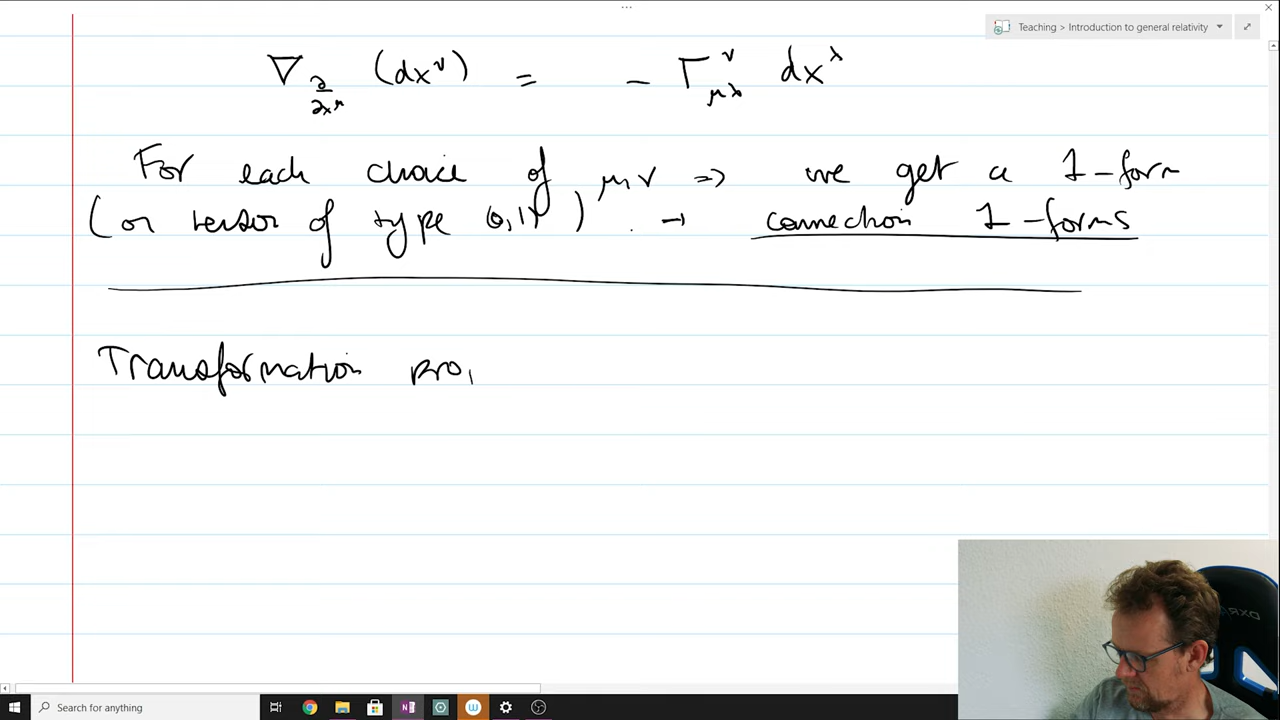 Teaching > Introduction to general relativity
∇_{∂/∂x^μ} (dx^ν) = - Γ^ν_{μλ} dx^λ
For each choice of μ,ν => we get a 1-form
(or tensor of type (0,1)) . → connection 1-forms
Transformation pro
Search for anything